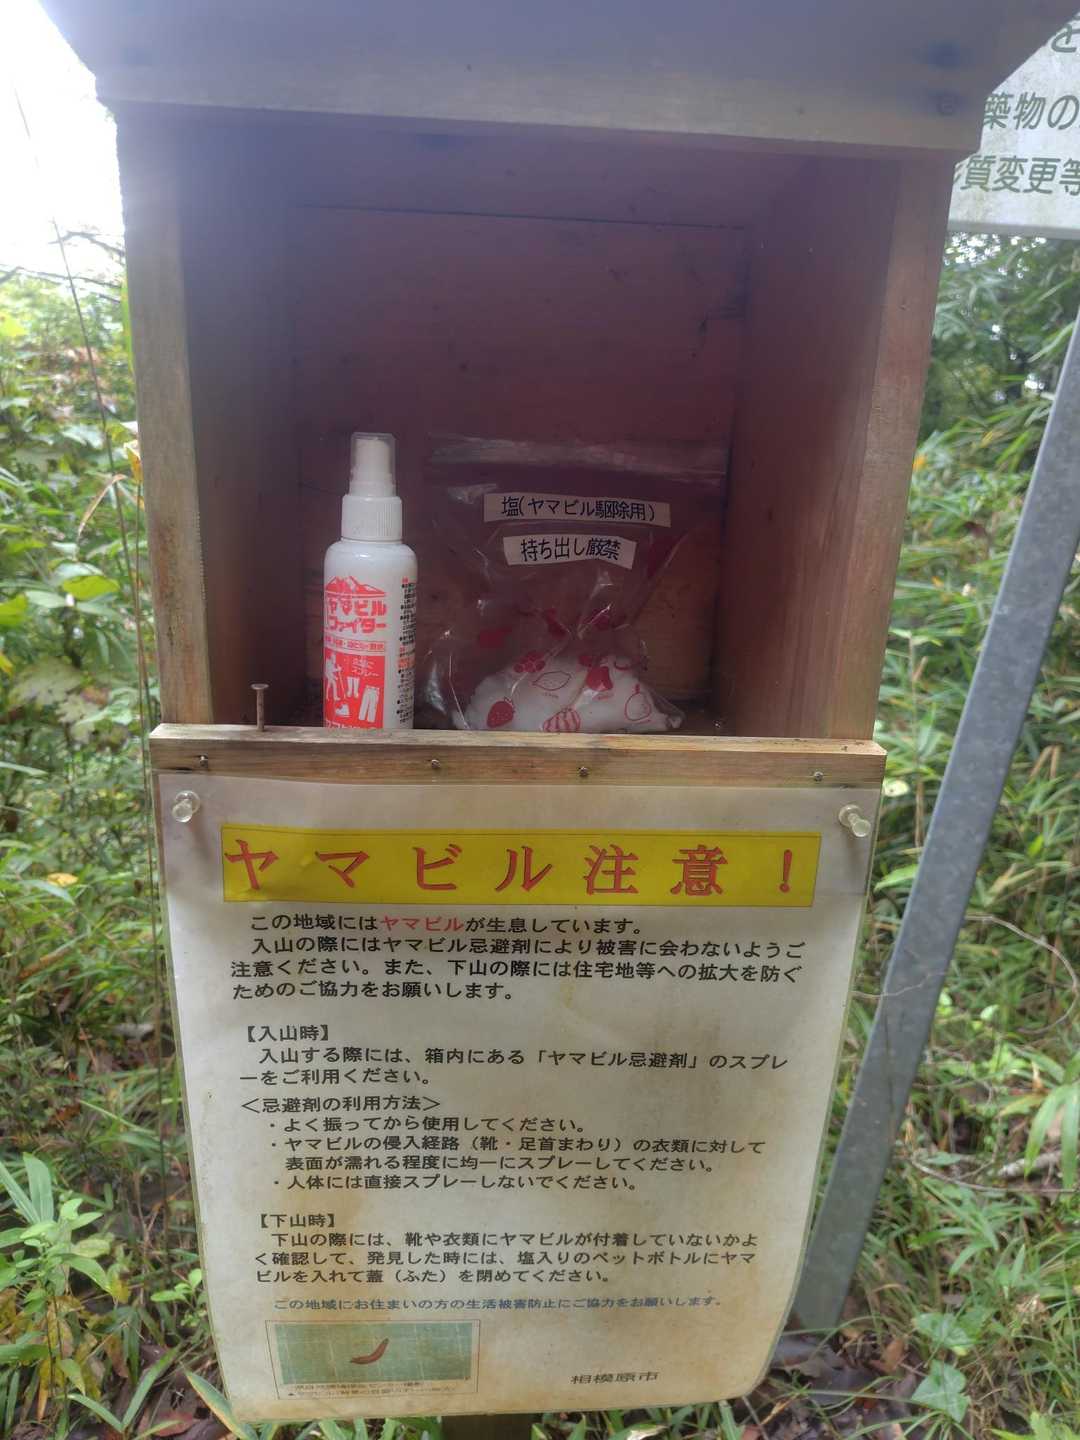 築物の
質変更等
塩(ヤマビル駆除用)
持ち出し厳禁
ヤマビル
ファイター
スプレー
ヤマビル注意!
この地域にはヤマビルが生息しています。
入山の際にはヤマビル忌避剤により被害に会わないようご
注意ください。また、下山の際には住宅地等への拡大を防ぐ
ためのご協力をお願いします。
【入山時】
入山する際には、箱内にある「ヤマビル忌避剤」のスプレ
ーをご利用ください。
＜忌避剤の利用方法＞
・よく振ってから使用してください。
・ヤマビルの侵入経路（靴・足首まわり）の衣類に対して
表面が濡れる程度に均一にスプレーしてください。
・人体には直接スプレーしないでください。
【下山時】
下山の際には、靴や衣類にヤマビルが付着していないかよ
く確認して、発見した時には、塩入りのペットボトルにヤマ
ビルを入れて蓋（ふた）を閉めてください。
この地域にお住まいの方の生活被害防止にご協力をお願いします。
相模原市